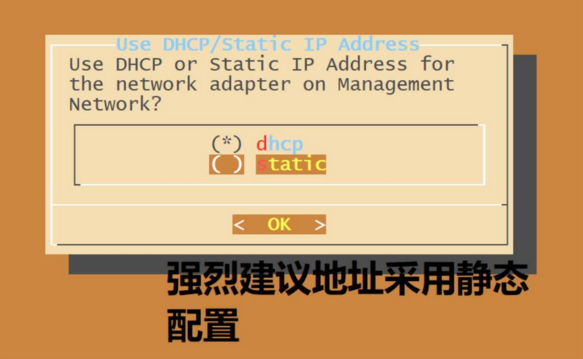 Use DHCP/Static IP Address
Use DHCP or Static IP Address for
the network adapter on Management
Network?
(*) dhcp
( ) static
< OK >
强烈建议地址采用静态
配置